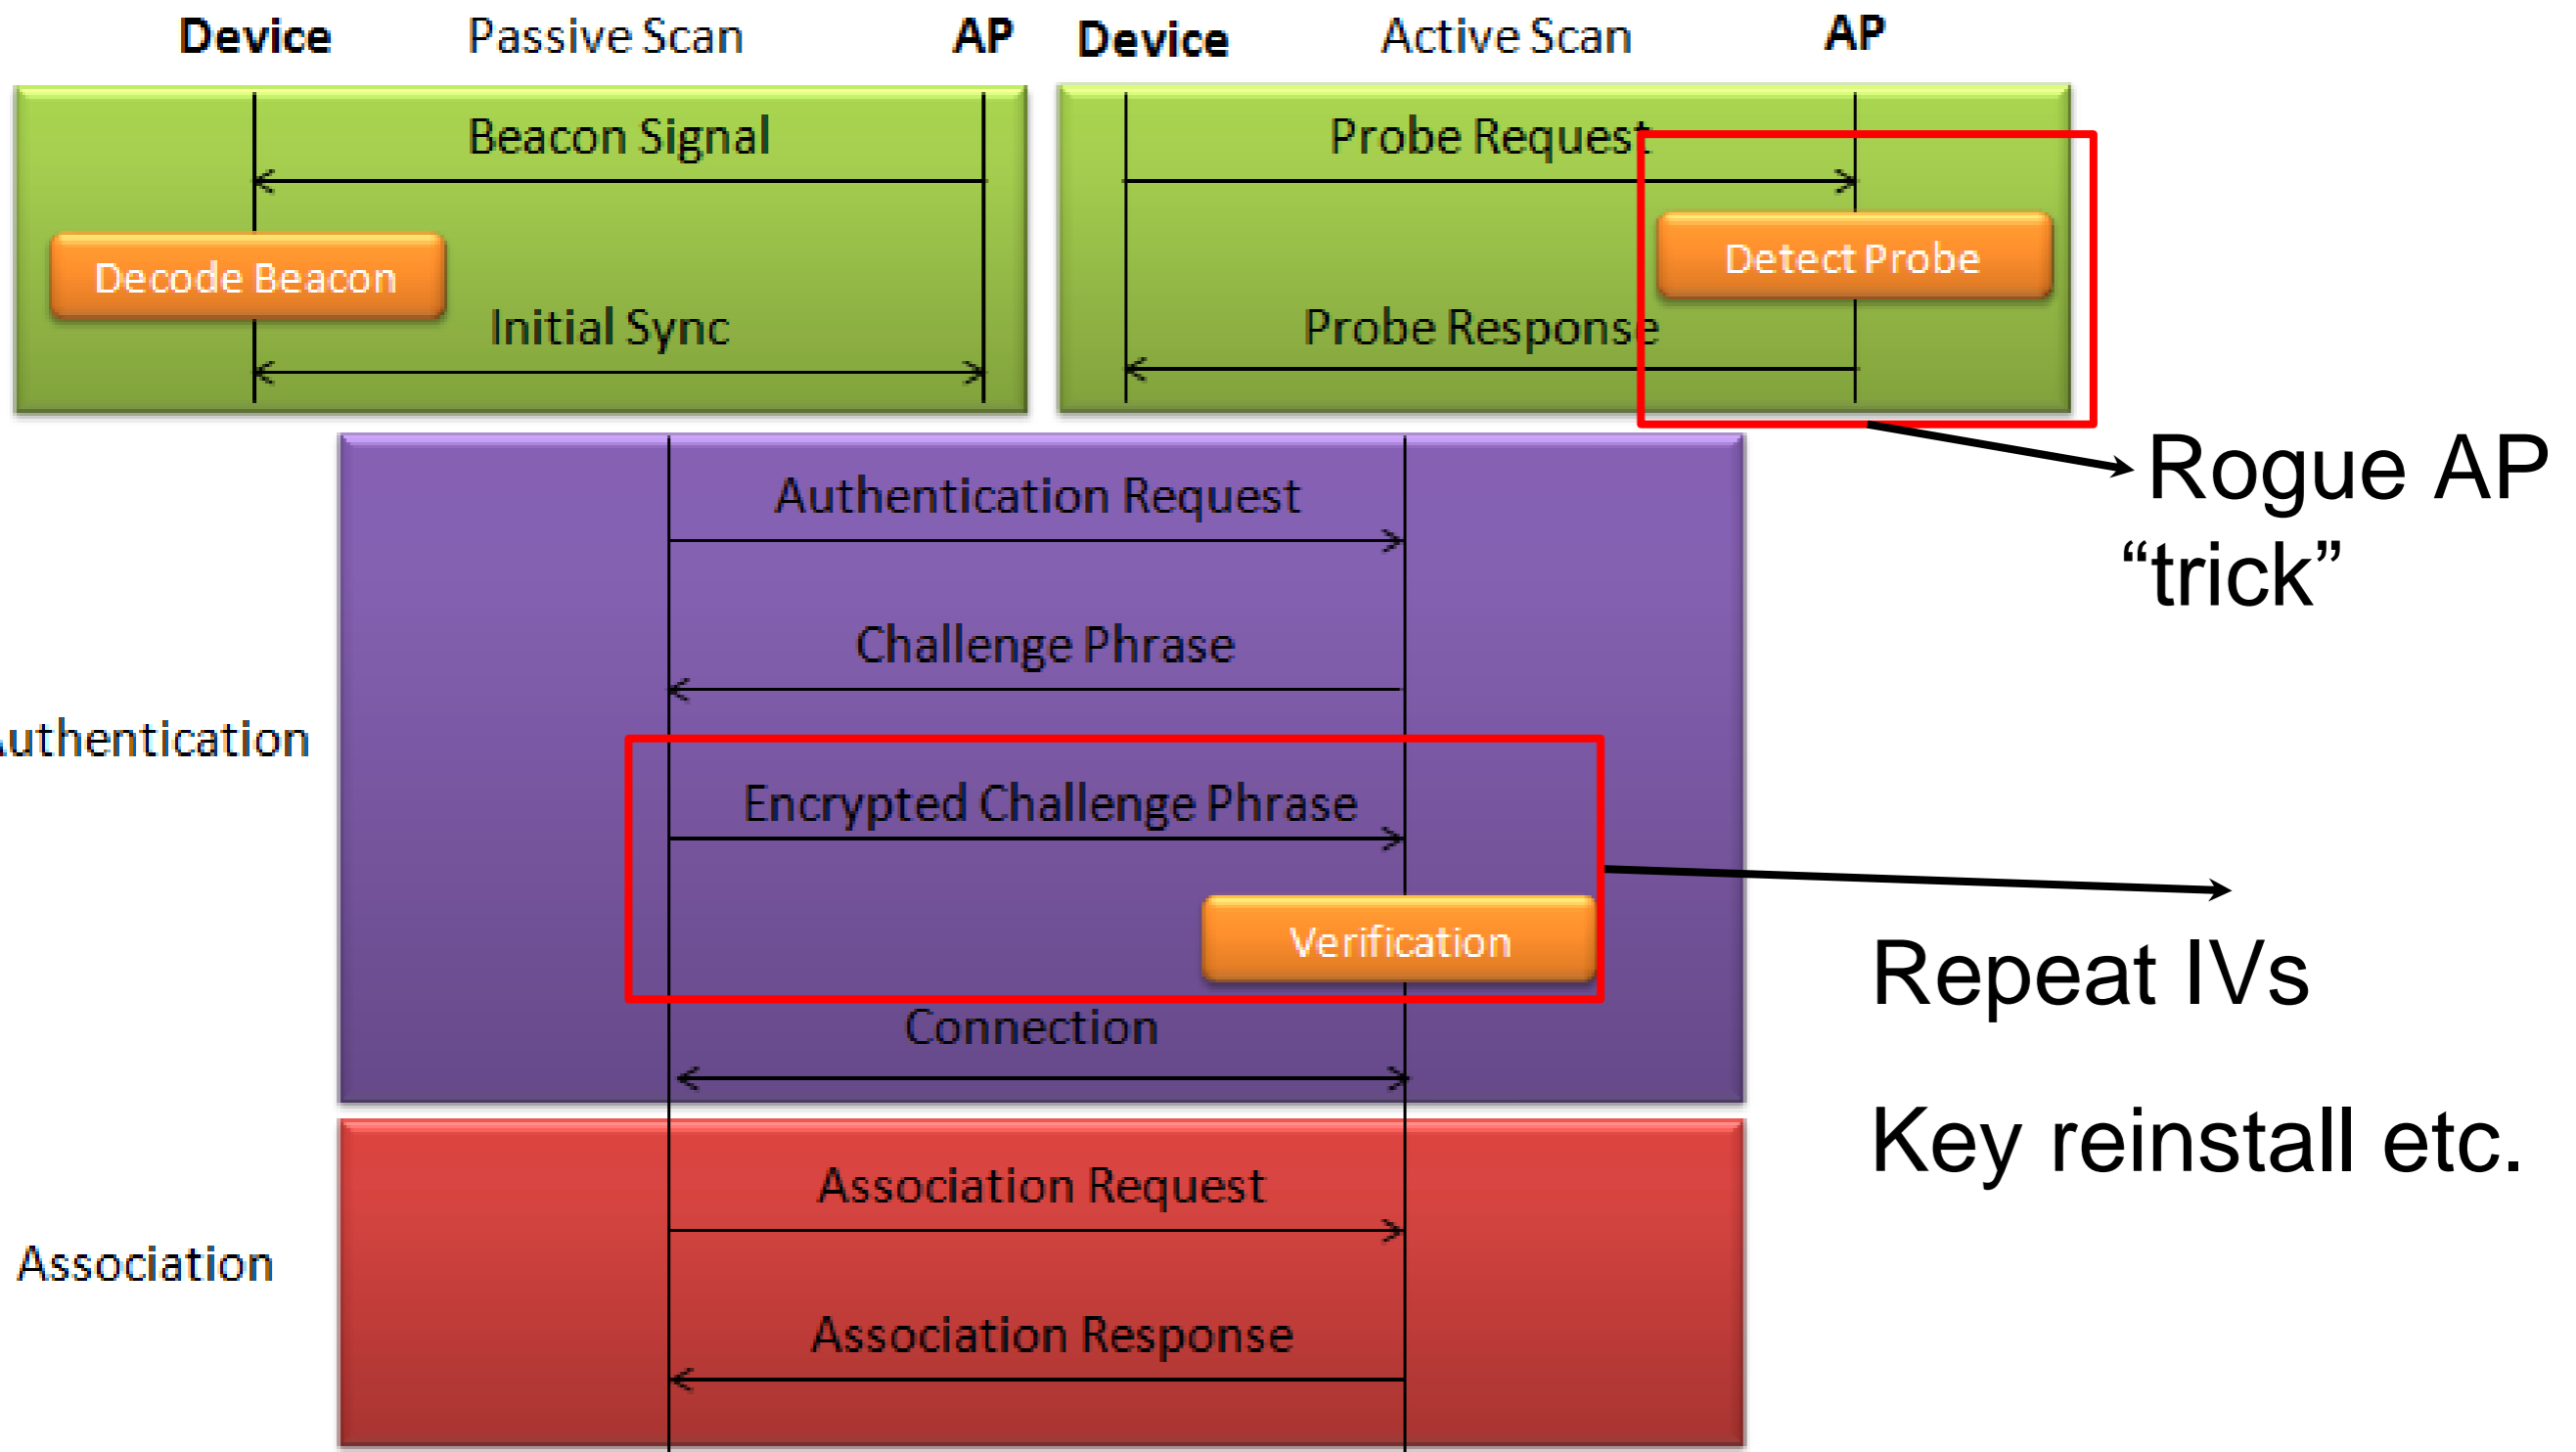 Device Passive Scan AP
Device Active Scan AP
Beacon Signal
Decode Beacon
Initial Sync
Probe Request
Detect Probe
Probe Response
Rogue AP
“trick”
Authentication Request
Challenge Phrase
uthentication
Encrypted Challenge Phrase
Verification
Connection
Repeat IVs
Key reinstall etc.
Association Request
Association
Association Response